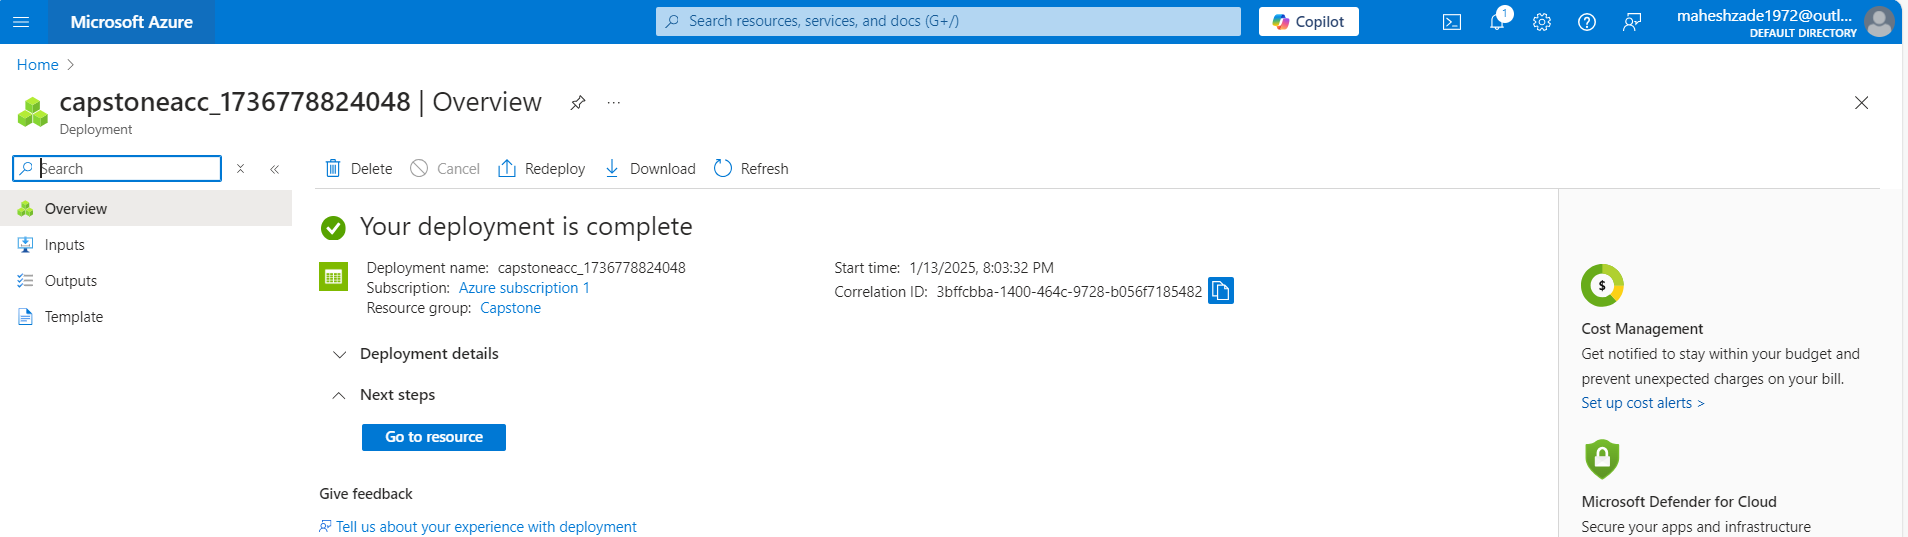 Microsoft Azure
Search resources, services, and docs (G+/)
Copilot
1
maheshzade1972@outl...
DEFAULT DIRECTORY
Home
capstoneacc_1736778824048 | Overview
...
Deployment
Search
Delete
Cancel
Redeploy
Download
Refresh
Overview
Inputs
Outputs
Template
Your deployment is complete
Deployment name: capstoneacc_1736778824048
Subscription: Azure subscription 1
Resource group: Capstone
Start time: 1/13/2025, 8:03:32 PM
Correlation ID: 3bffcbba-1400-464c-9728-b056f7185482
Deployment details
Next steps
Go to resource
Give feedback
Tell us about your experience with deployment
$
Cost Management
Get notified to stay within your budget and
prevent unexpected charges on your bill.
Set up cost alerts >
Microsoft Defender for Cloud
Secure your apps and infrastructure